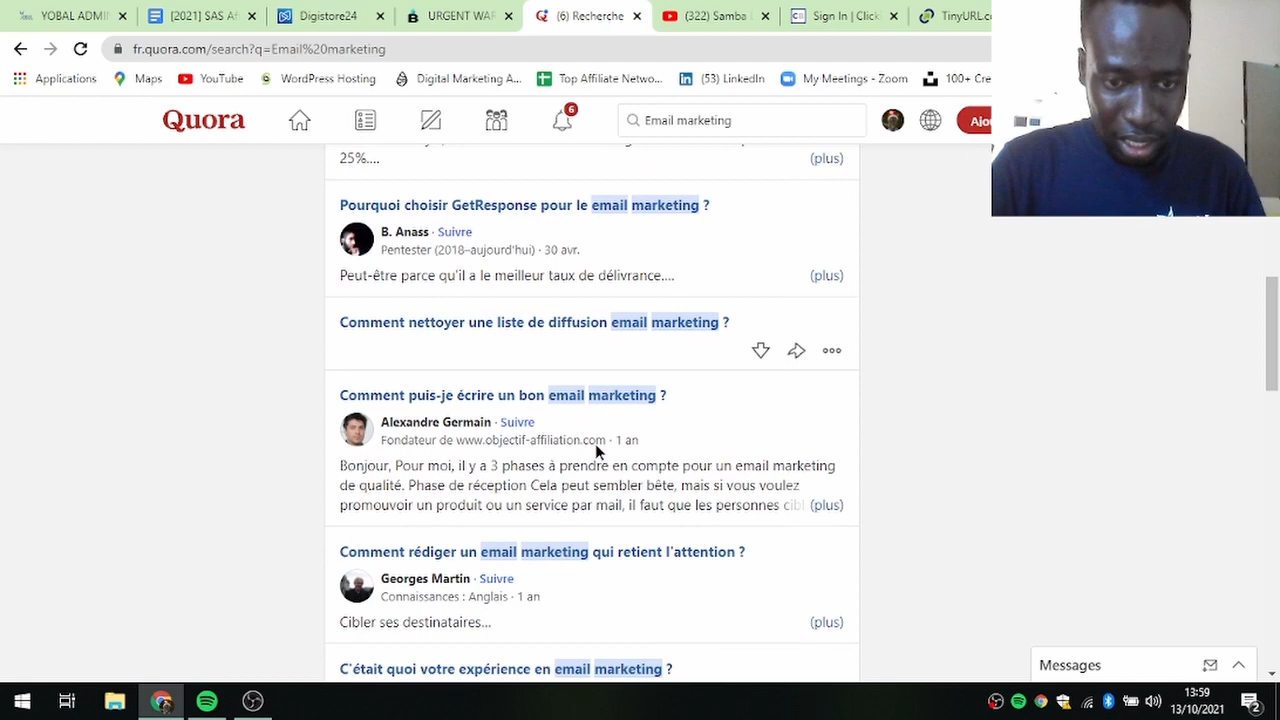 YOBAL ADMI
[2021] SAS Af
Digistore24
URGENT WAR
(6) Recherche
(322) Samba
Sign In | Click
TinyURL.c
fr.quora.com/search?q=Email%20marketing
Applications
Maps
YouTube
WordPress Hosting
Digital Marketing A...
Top Affiliate Netwo...
(53) LinkedIn
My Meetings - Zoom
100+ Cre
Quora
6
Email marketing
Ajou
25%....
(plus)
Pourquoi choisir GetResponse pour le email marketing ?
B. Anass · Suivre
Pentester (2018–aujourd'hui) · 30 avr.
Peut-être parce qu'il a le meilleur taux de délivrance....
(plus)
Comment nettoyer une liste de diffusion email marketing ?
Comment puis-je écrire un bon email marketing ?
Alexandre Germain · Suivre
Fondateur de www.objectif-affiliation.com · 1 an
Bonjour, Pour moi, il y a 3 phases à prendre en compte pour un email marketing
de qualité. Phase de réception Cela peut sembler bête, mais si vous voulez
promouvoir un produit ou un service par mail, il faut que les personnes cibl (plus)
Comment rédiger un email marketing qui retient l'attention ?
Georges Martin · Suivre
Connaissances : Anglais · 1 an
Cibler ses destinataires...
(plus)
C'était quoi votre expérience en email marketing ?
Messages
13:59
13/10/2021
2